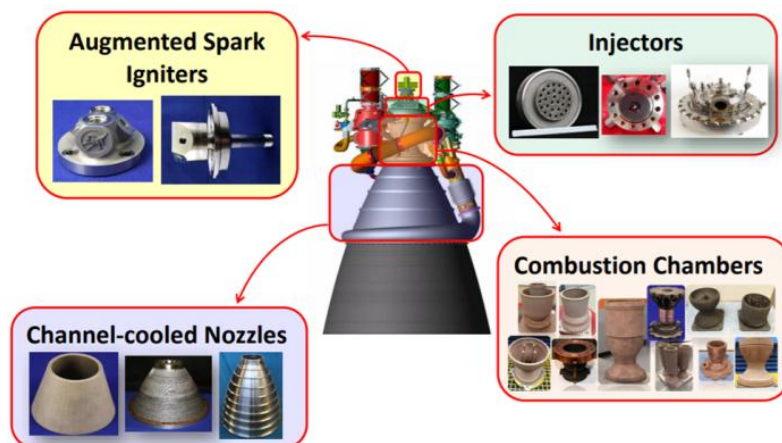 Augmented Spark
Igniters
Injectors
Channel-cooled Nozzles
Combustion Chambers